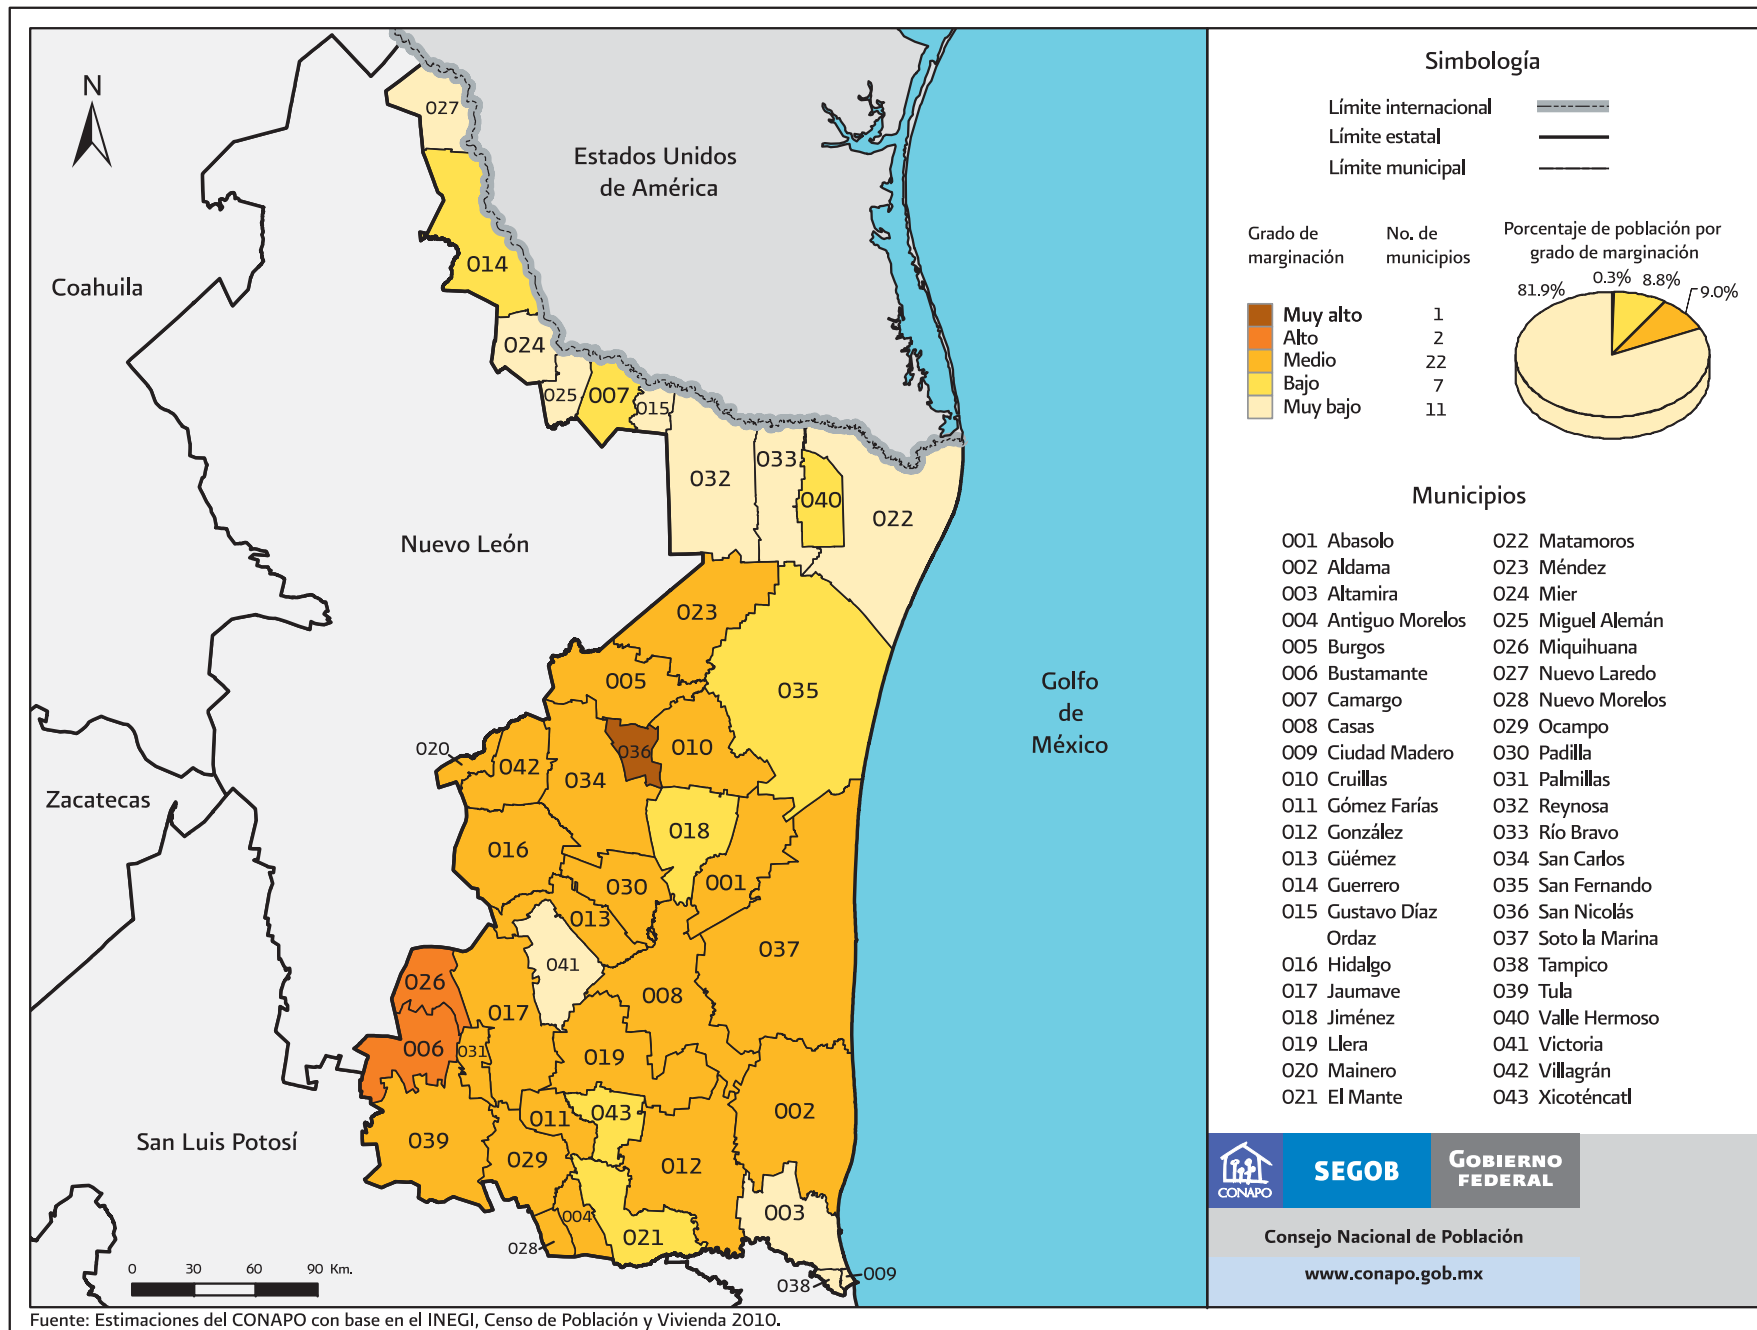 N
Estados Unidos
de América
Coahuila
Nuevo León
Zacatecas
San Luis Potosí
Golfo
de
México
027
014
024
025
007
015
032
033
040
022
023
005
035
036
010
020
042
034
018
016
030
001
013
037
041
026
017
008
006
031
019
002
011
043
039
029
012
004
003
028
021
038
009
0 30 60 90 Km.
Simbología
Límite internacional
Límite estatal
Límite municipal
Grado de
marginación
No. de
municipios
Muy alto 1
Alto 2
Medio 22
Bajo 7
Muy bajo 11
Porcentaje de población por
grado de marginación
81.9% 0.3% 8.8% 9.0%
Municipios
001 Abasolo
002 Aldama
003 Altamira
004 Antiguo Morelos
005 Burgos
006 Bustamante
007 Camargo
008 Casas
009 Ciudad Madero
010 Cruillas
011 Gómez Farías
012 González
013 Güémez
014 Guerrero
015 Gustavo Díaz
Ordaz
016 Hidalgo
017 Jaumave
018 Jiménez
019 Llera
020 Mainero
021 El Mante
022 Matamoros
023 Méndez
024 Mier
025 Miguel Alemán
026 Miquihuana
027 Nuevo Laredo
028 Nuevo Morelos
029 Ocampo
030 Padilla
031 Palmillas
032 Reynosa
033 Río Bravo
034 San Carlos
035 San Fernando
036 San Nicolás
037 Soto la Marina
038 Tampico
039 Tula
040 Valle Hermoso
041 Victoria
042 Villagrán
043 Xicoténcatl
CONAPO
SEGOB
GOBIERNO
FEDERAL
Consejo Nacional de Población
www.conapo.gob.mx
Fuente: Estimaciones del CONAPO con base en el INEGI, Censo de Población y Vivienda 2010.